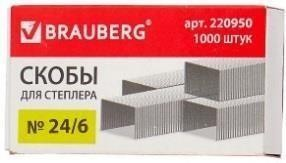 BRAUBERG
арт. 220950
1000 штук
СКОБЫ
ДЛЯ СТЕПЛЕРА
№ 24/6